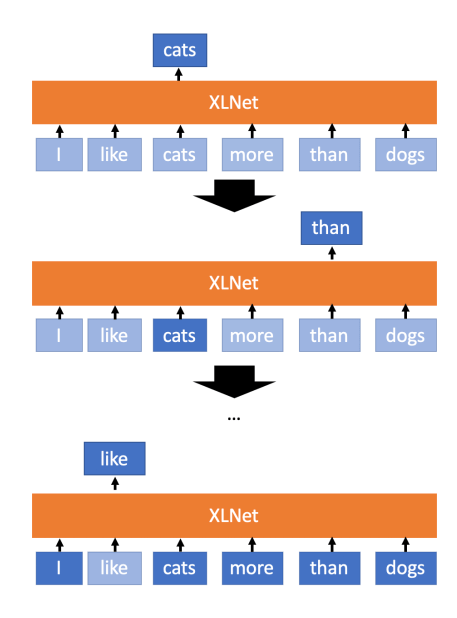 cats
XLNet
I like cats more than dogs
than
XLNet
I like cats more than dogs
...
like
XLNet
I like cats more than dogs